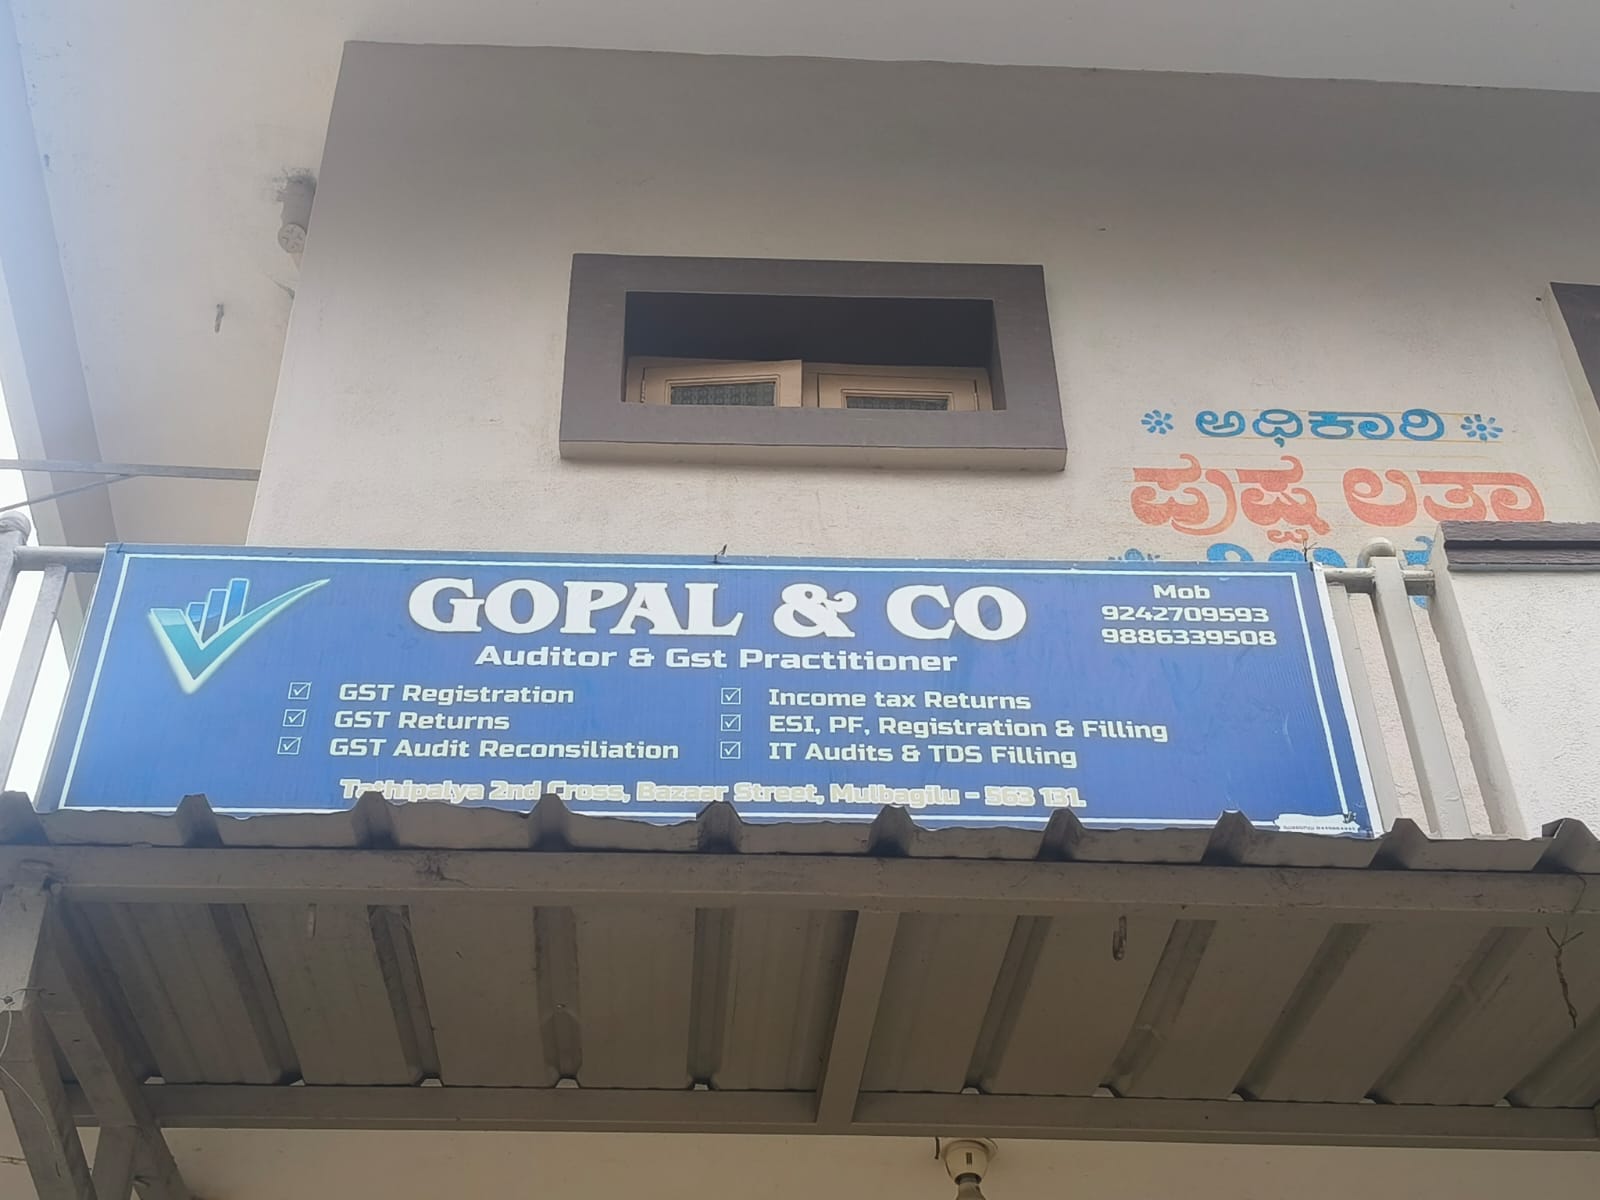 ಅಧಿಕಾರಿ
ಪುಷ್ಪ ಲತಾ
GOPAL & CO
Auditor & Gst Practitioner
Mob
9242709593
9886339508
GST Registration
GST Returns
GST Audit Reconsiliation
Income tax Returns
ESI, PF, Registration & Filling
IT Audits & TDS Filling
Tathipalya 2nd Cross, Bazaar Street, Mulbagilu - 563 131.